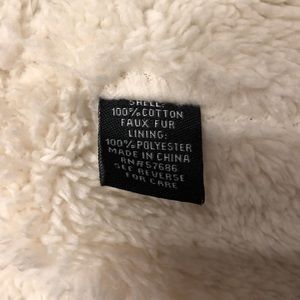 SHELL:
100% COTTON
FAUX FUR
LINING:
100% POLYESTER
MADE IN CHINA
RN#57686
SEE REVERSE
FOR CARE